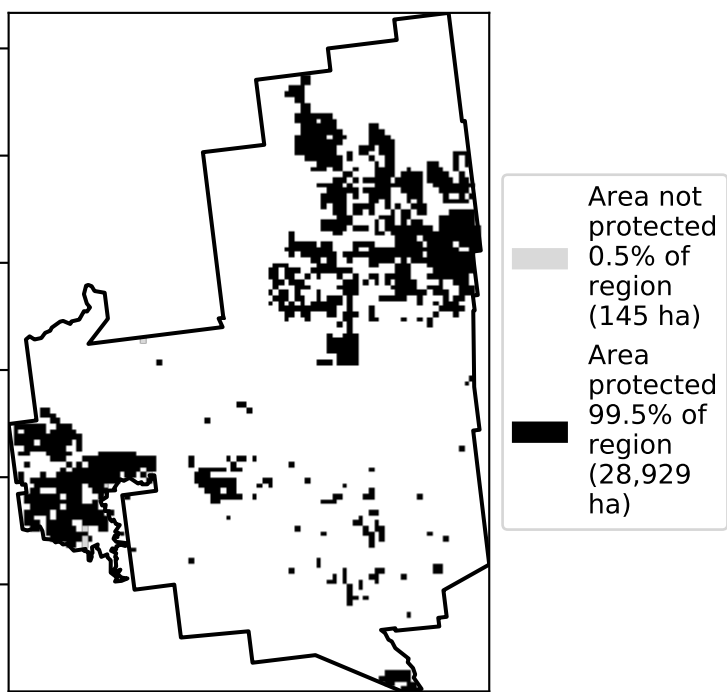 Area not
protected
0.5% of
region
(145 ha)
Area
protected
99.5% of
region
(28,929
ha)